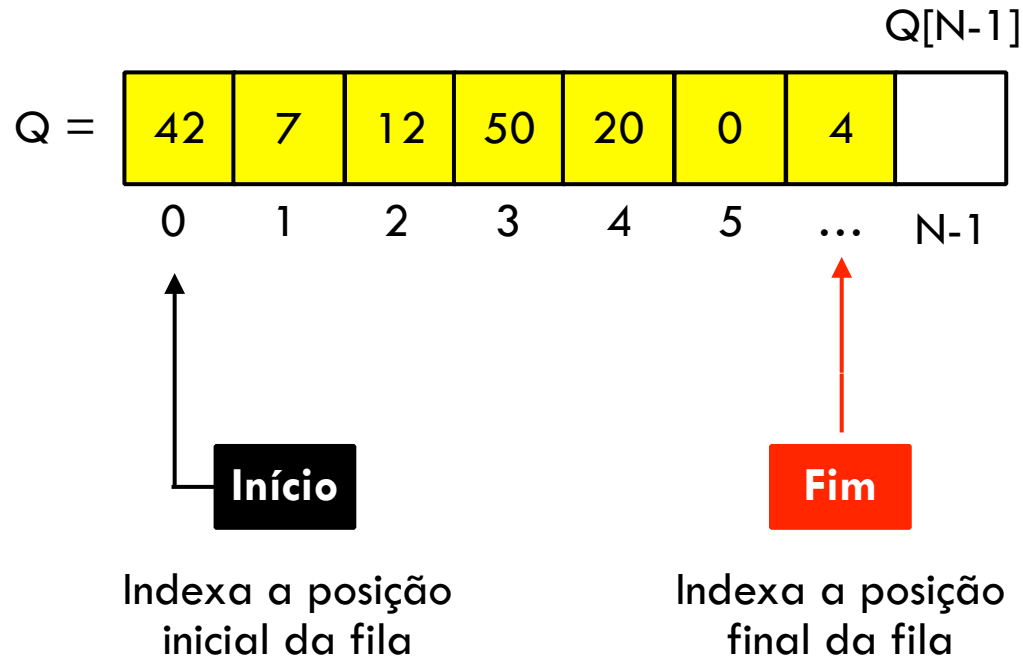 Q[N-1]
Q = 42 7 12 50 20 0 4
0 1 2 3 4 5 ... N-1
Início Fim
Indexa a posição
inicial da fila
Indexa a posição
final da fila